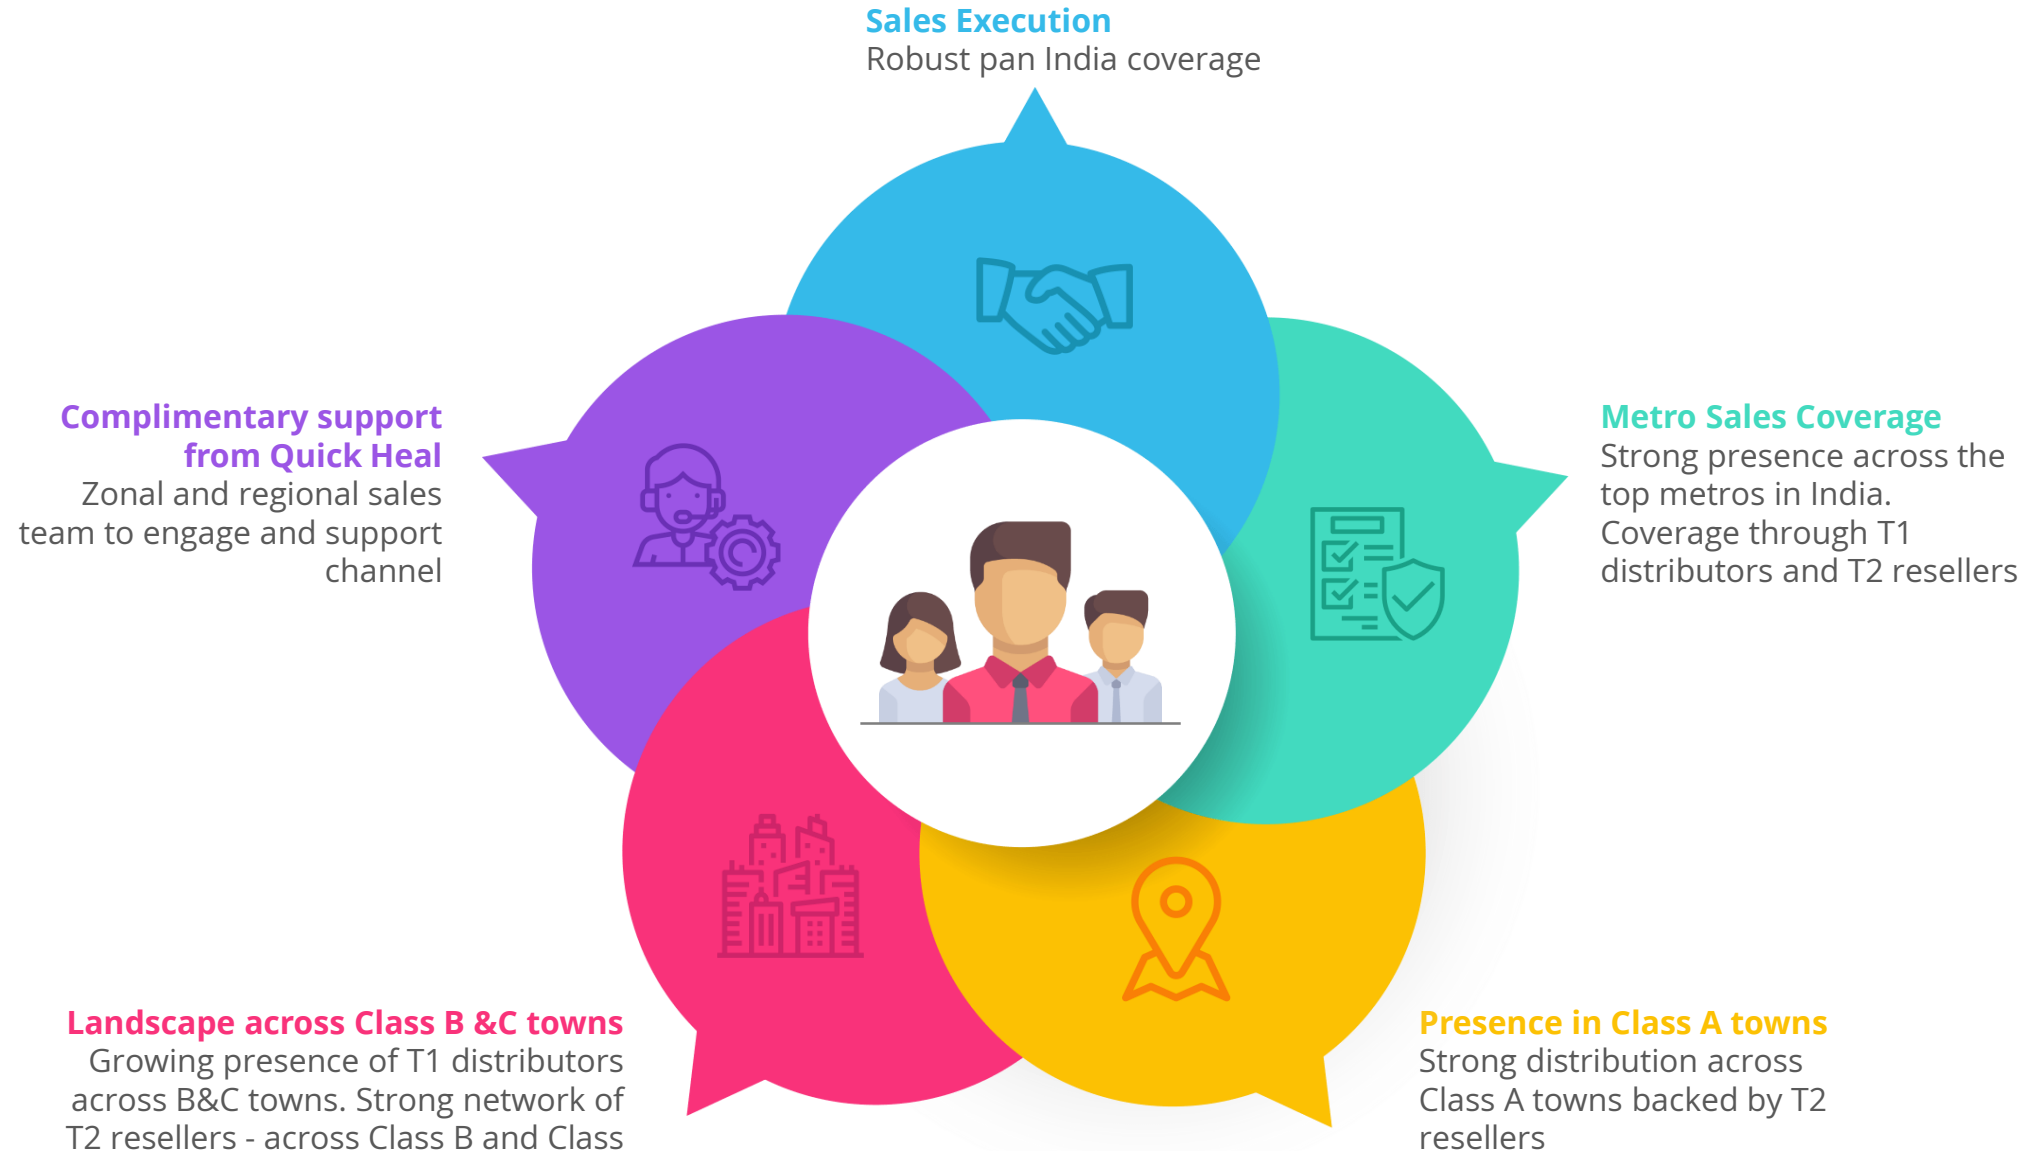 Sales Execution
Robust pan India coverage
Complimentary support
from Quick Heal
Zonal and regional sales
team to engage and support
channel
Metro Sales Coverage
Strong presence across the
top metros in India.
Coverage through T1
distributors and T2 resellers
Landscape across Class B &C towns
Growing presence of T1 distributors
across B&C towns. Strong network of
T2 resellers - across Class B and Class
Presence in Class A towns
Strong distribution across
Class A towns backed by T2
resellers